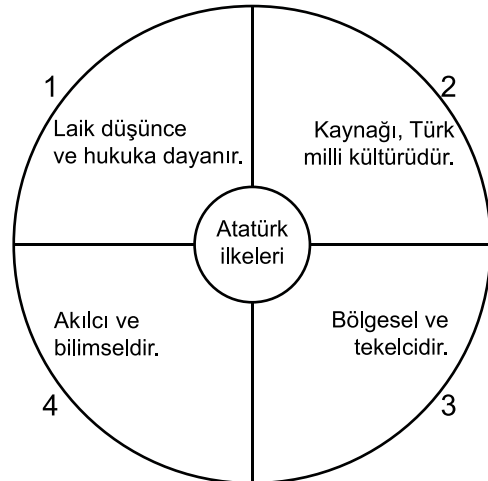 1
Laik düşünce
ve hukuka dayanır.
2
Kaynağı, Türk
milli kültürüdür.
Atatürk
ilkeleri
Bölgesel ve
tekelcidir.
3
Akılcı ve
bilimseldir.
4